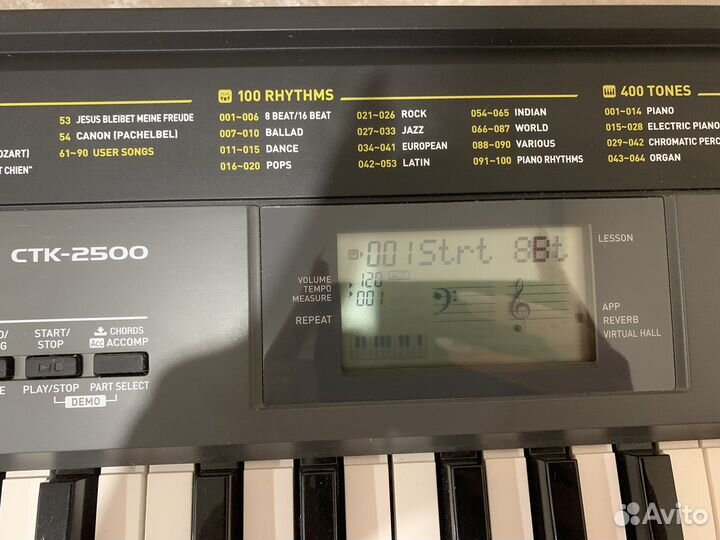 100 RHYTHMS
400 TONES
53 JESUS BLEIBET MEINE FREUDE
54 CANON (PACHELBEL)
61~90 USER SONGS
OZART)
CHIEN"
001~006 8 BEAT/16 BEAT
007~010 BALLAD
011~015 DANCE
016~020 POPS
021~026 ROCK
027~033 JAZZ
034~041 EUROPEAN
042~053 LATIN
054~065 INDIAN
066~087 WORLD
088~090 VARIOUS
091~100 PIANO RHYTHMS
001~014 PIANO
015~028 ELECTRIC PIANO
029~042 CHROMATIC PERC
043~064 ORGAN
CTK-2500
001Strt 8Bt
120
ACC
001
VOLUME
TEMPO
MEASURE
REPEAT
LESSON
APP
REVERB
VIRTUAL HALL
START/
STOP
CHORDS
Acc ACCOMP
PLAY/STOP
PART SELECT
DEMO
Avito